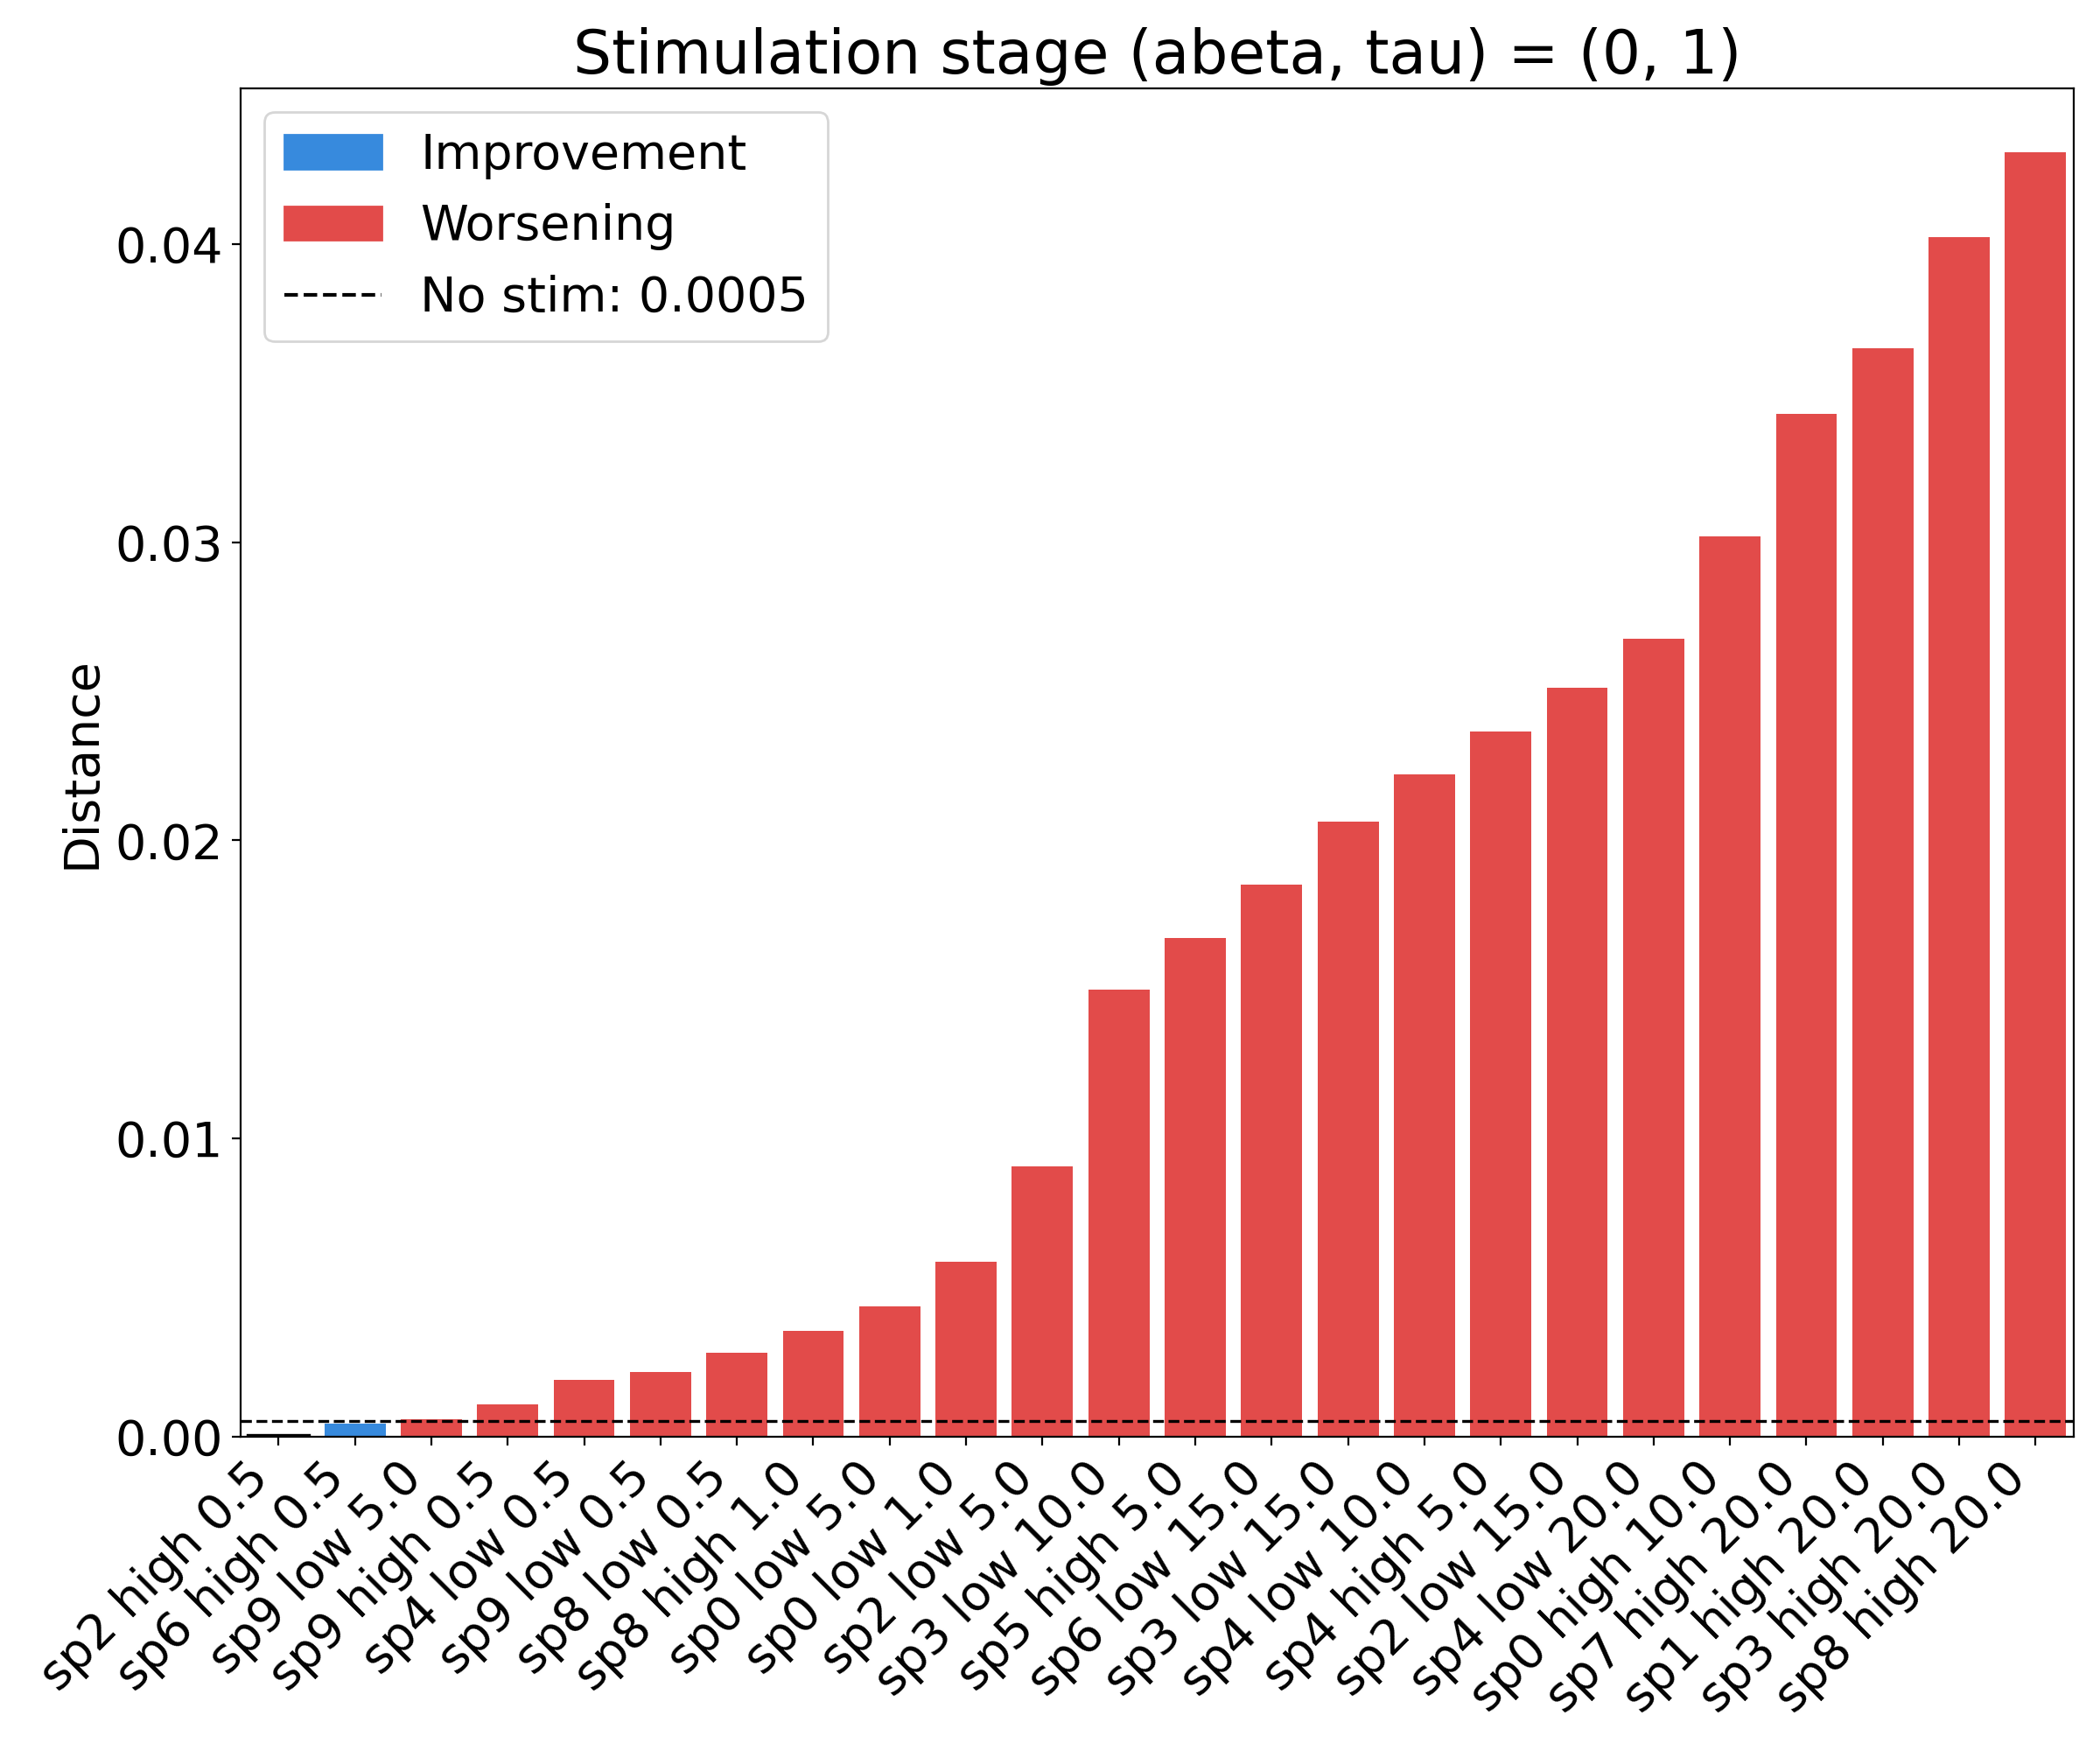 Stimulation stage (abeta, tau) = (0, 1)
Improvement
Worsening
No stim: 0.0005
Distance
0.04
0.03
0.02
0.01
0.00
sp2 high 0.5
sp6 high 0.5
sp9 low 5.0
sp9 high 0.5
sp4 low 0.5
sp9 low 0.5
sp8 low 0.5
sp8 high 1.0
sp0 low 5.0
sp0 low 1.0
sp2 low 5.0
sp3 low 10.0
sp5 high 5.0
sp6 low 15.0
sp3 low 15.0
sp4 low 10.0
sp4 high 5.0
sp2 low 15.0
sp4 low 20.0
sp0 high 10.0
sp7 high 20.0
sp1 high 20.0
sp3 high 20.0
sp8 high 20.0